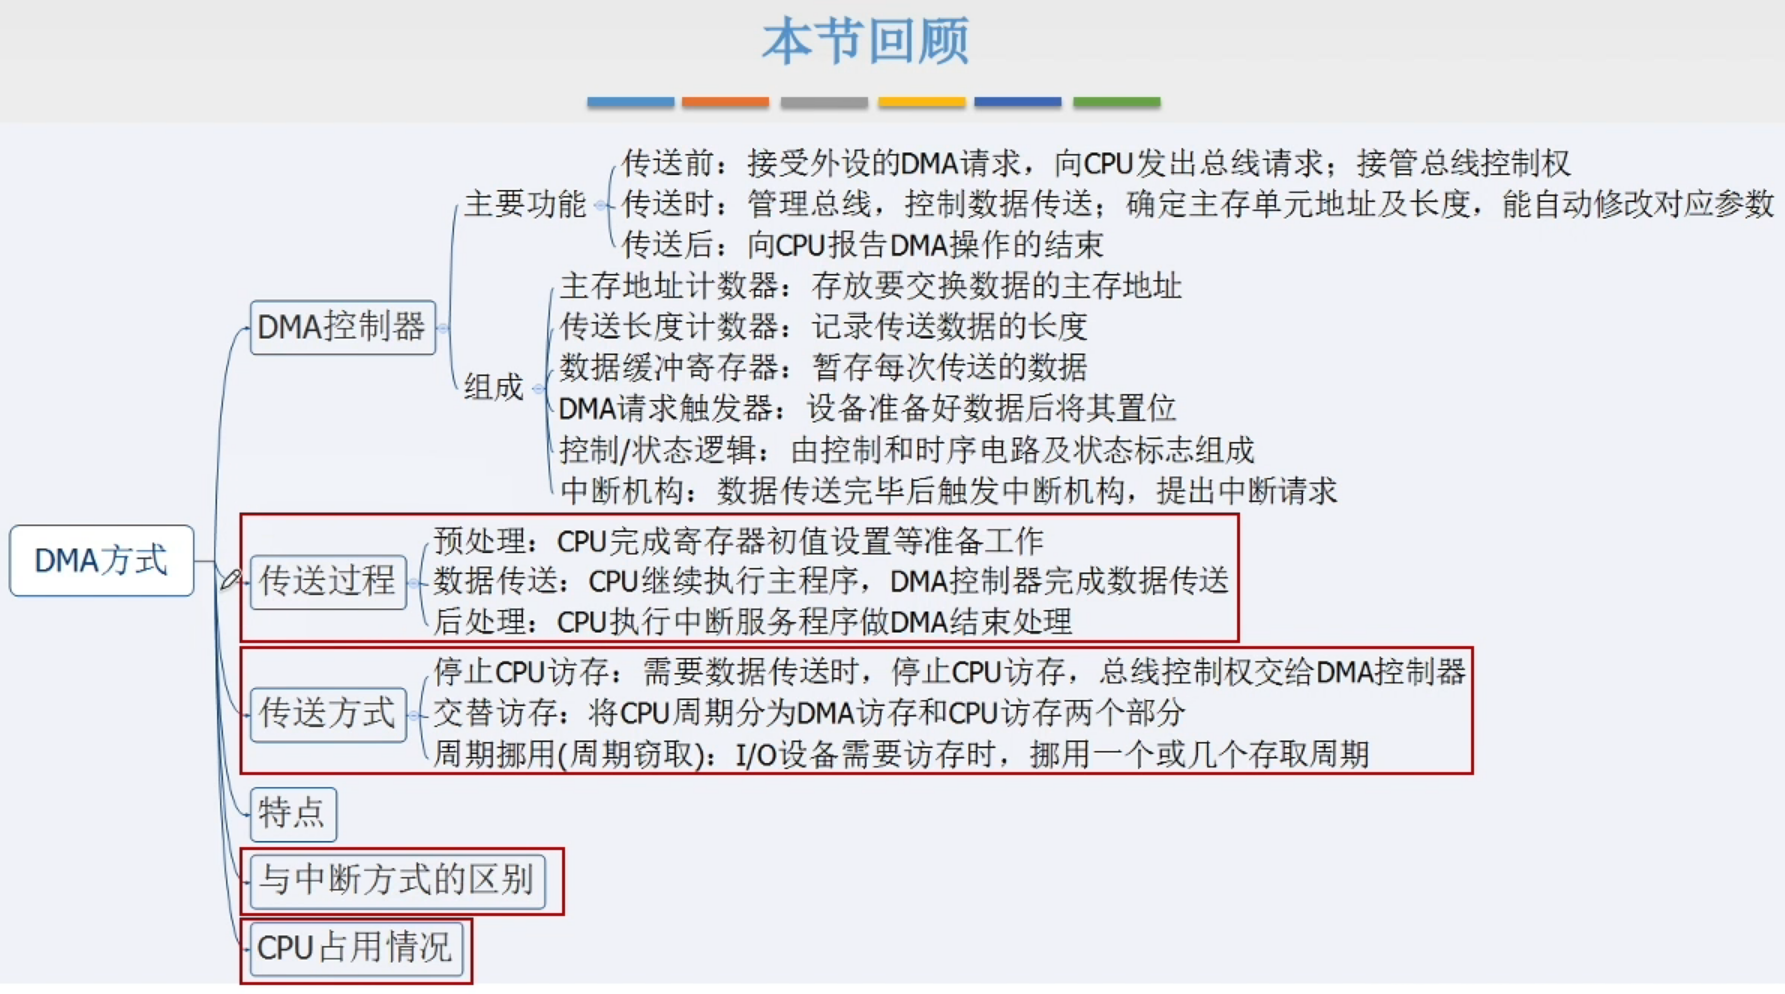 本节回顾
传送前：接受外设的DMA请求，向CPU发出总线请求；接管总线控制权
主要功能
传送时：管理总线，控制数据传送；确定主存单元地址及长度，能自动修改对应参数
传送后：向CPU报告DMA操作的结束
主存地址计数器：存放要交换数据的主存地址
DMA控制器
传送长度计数器：记录传送数据的长度
数据缓冲寄存器：暂存每次传送的数据
组成
DMA请求触发器：设备准备好数据后将其置位
控制/状态逻辑：由控制和时序电路及状态标志组成
中断机构：数据传送完毕后触发中断机构，提出中断请求
DMA方式
预处理：CPU完成寄存器初值设置等准备工作
传送过程
数据传送：CPU继续执行主程序，DMA控制器完成数据传送
后处理：CPU执行中断服务程序做DMA结束处理
停止CPU访存：需要数据传送时，停止CPU访存，总线控制权交给DMA控制器
传送方式
交替访存：将CPU周期分为DMA访存和CPU访存两个部分
周期挪用(周期窃取)：I/O设备需要访存时，挪用一个或几个存取周期
特点
与中断方式的区别
CPU占用情况